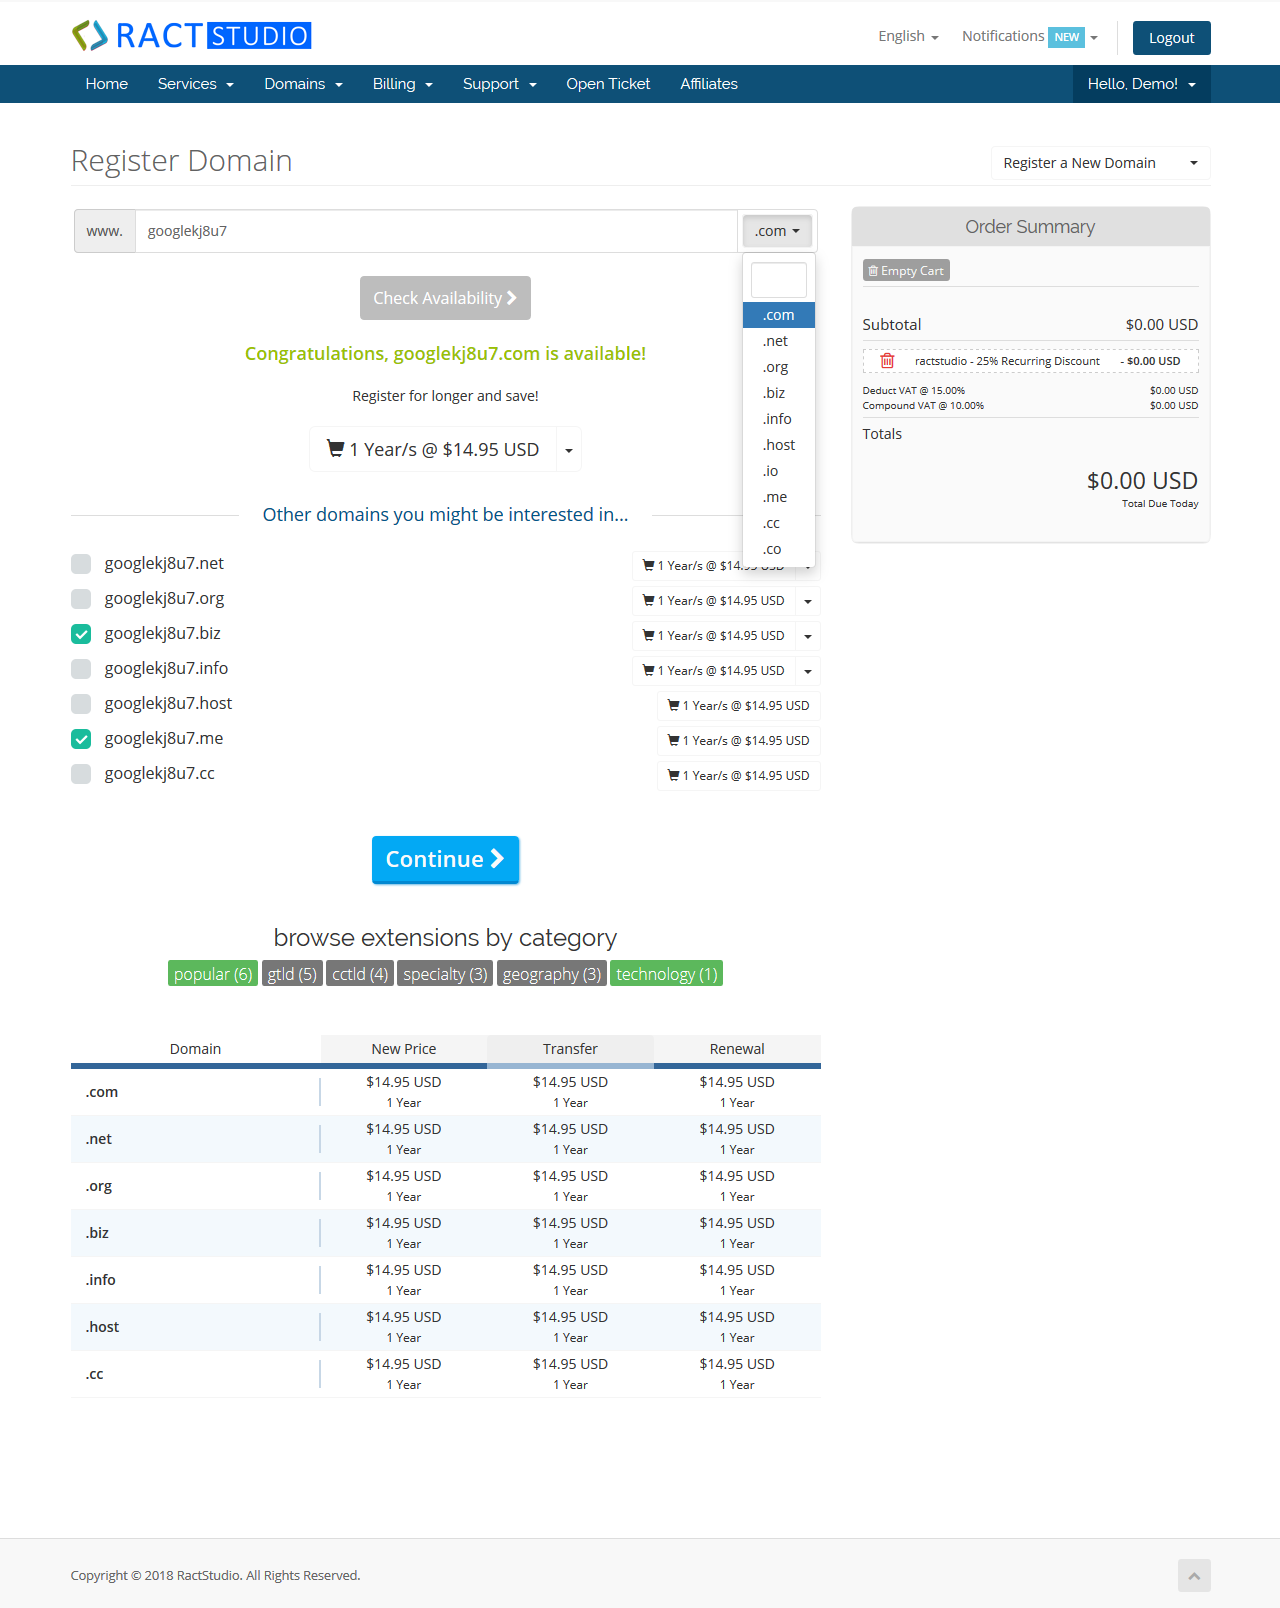 RACT STUDIO
English
Notifications NEW
Logout
Home Services Domains Billing Support Open Ticket Affiliates
Hello, Demo!
Register Domain
Register a New Domain
www. googlekj8u7 .com
Check Availability
Congratulations, googlekj8u7.com is available!
Register for longer and save!
1 Year/s @ $14.95 USD
.com
.net
.org
.biz
.info
.host
.io
.me
.cc
.co
Order Summary
Empty Cart
Subtotal $0.00 USD
ractstudio - 25% Recurring Discount - $0.00 USD
Deduct VAT @ 15.00% $0.00 USD
Compound VAT @ 10.00% $0.00 USD
Totals
$0.00 USD
Total Due Today
Other domains you might be interested in...
googlekj8u7.net 1 Year/s @ $14.95 USD
googlekj8u7.org 1 Year/s @ $14.95 USD
googlekj8u7.biz 1 Year/s @ $14.95 USD
googlekj8u7.info 1 Year/s @ $14.95 USD
googlekj8u7.host 1 Year/s @ $14.95 USD
googlekj8u7.me 1 Year/s @ $14.95 USD
googlekj8u7.cc 1 Year/s @ $14.95 USD
Continue
browse extensions by category
popular (6) gtld (5) cctld (4) specialty (3) geography (3) technology (1)
Domain New Price Transfer Renewal
.com $14.95 USD $14.95 USD $14.95 USD
1 Year 1 Year 1 Year
.net $14.95 USD $14.95 USD $14.95 USD
1 Year 1 Year 1 Year
.org $14.95 USD $14.95 USD $14.95 USD
1 Year 1 Year 1 Year
.biz $14.95 USD $14.95 USD $14.95 USD
1 Year 1 Year 1 Year
.info $14.95 USD $14.95 USD $14.95 USD
1 Year 1 Year 1 Year
.host $14.95 USD $14.95 USD $14.95 USD
1 Year 1 Year 1 Year
.cc $14.95 USD $14.95 USD $14.95 USD
1 Year 1 Year 1 Year
Copyright © 2018 RactStudio. All Rights Reserved.